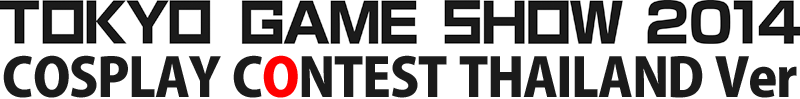 TOKYO GAME SHOW 2014
COSPLAY CONTEST THAILAND Ver